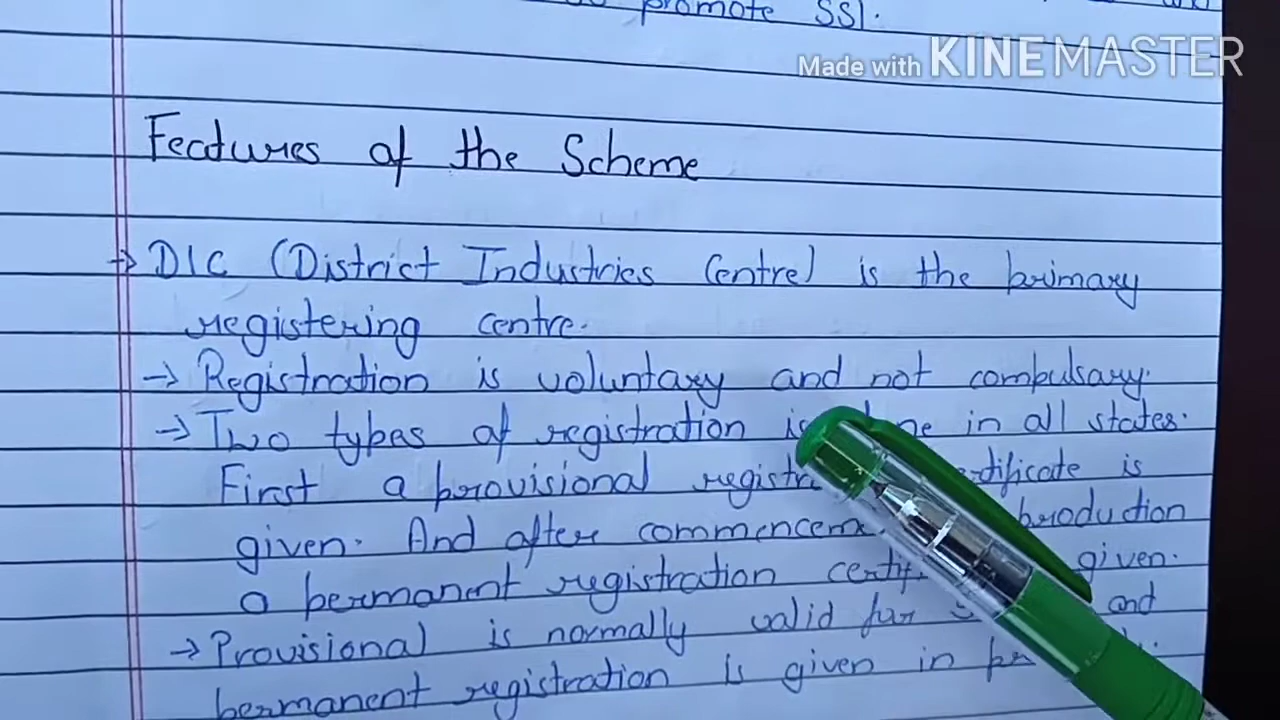 promote SSI.
Made with KINEMASTER
Features of the Scheme
→ DIC (District Industries Centre) is the primary
registering centre.
→ Registration is voluntary and not compulsary.
→ Two types of registration is in all states.
First a provisional is
given. And after production
a permanent registration given.
→ Provisional is normally valid for and
permanent registration is given in